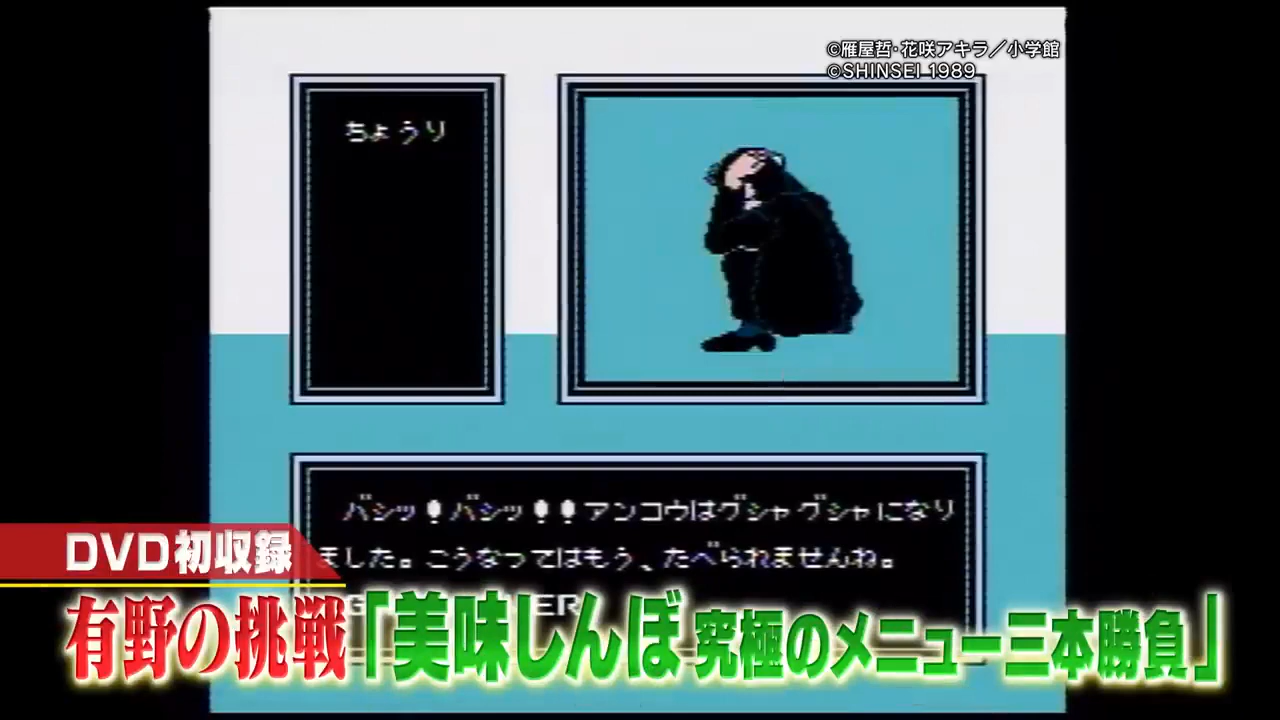 ©雁屋哲・花咲アキラ／小学館
©SHINSEI 1989
ちょうり
バシッ！バシッ！！アンコウはグシャグシャになり
ました。こうなってはもう、たべられませんね。
DVD初収録
有野の挑戦「美味しんぼ 究極のメニュー三本勝負」